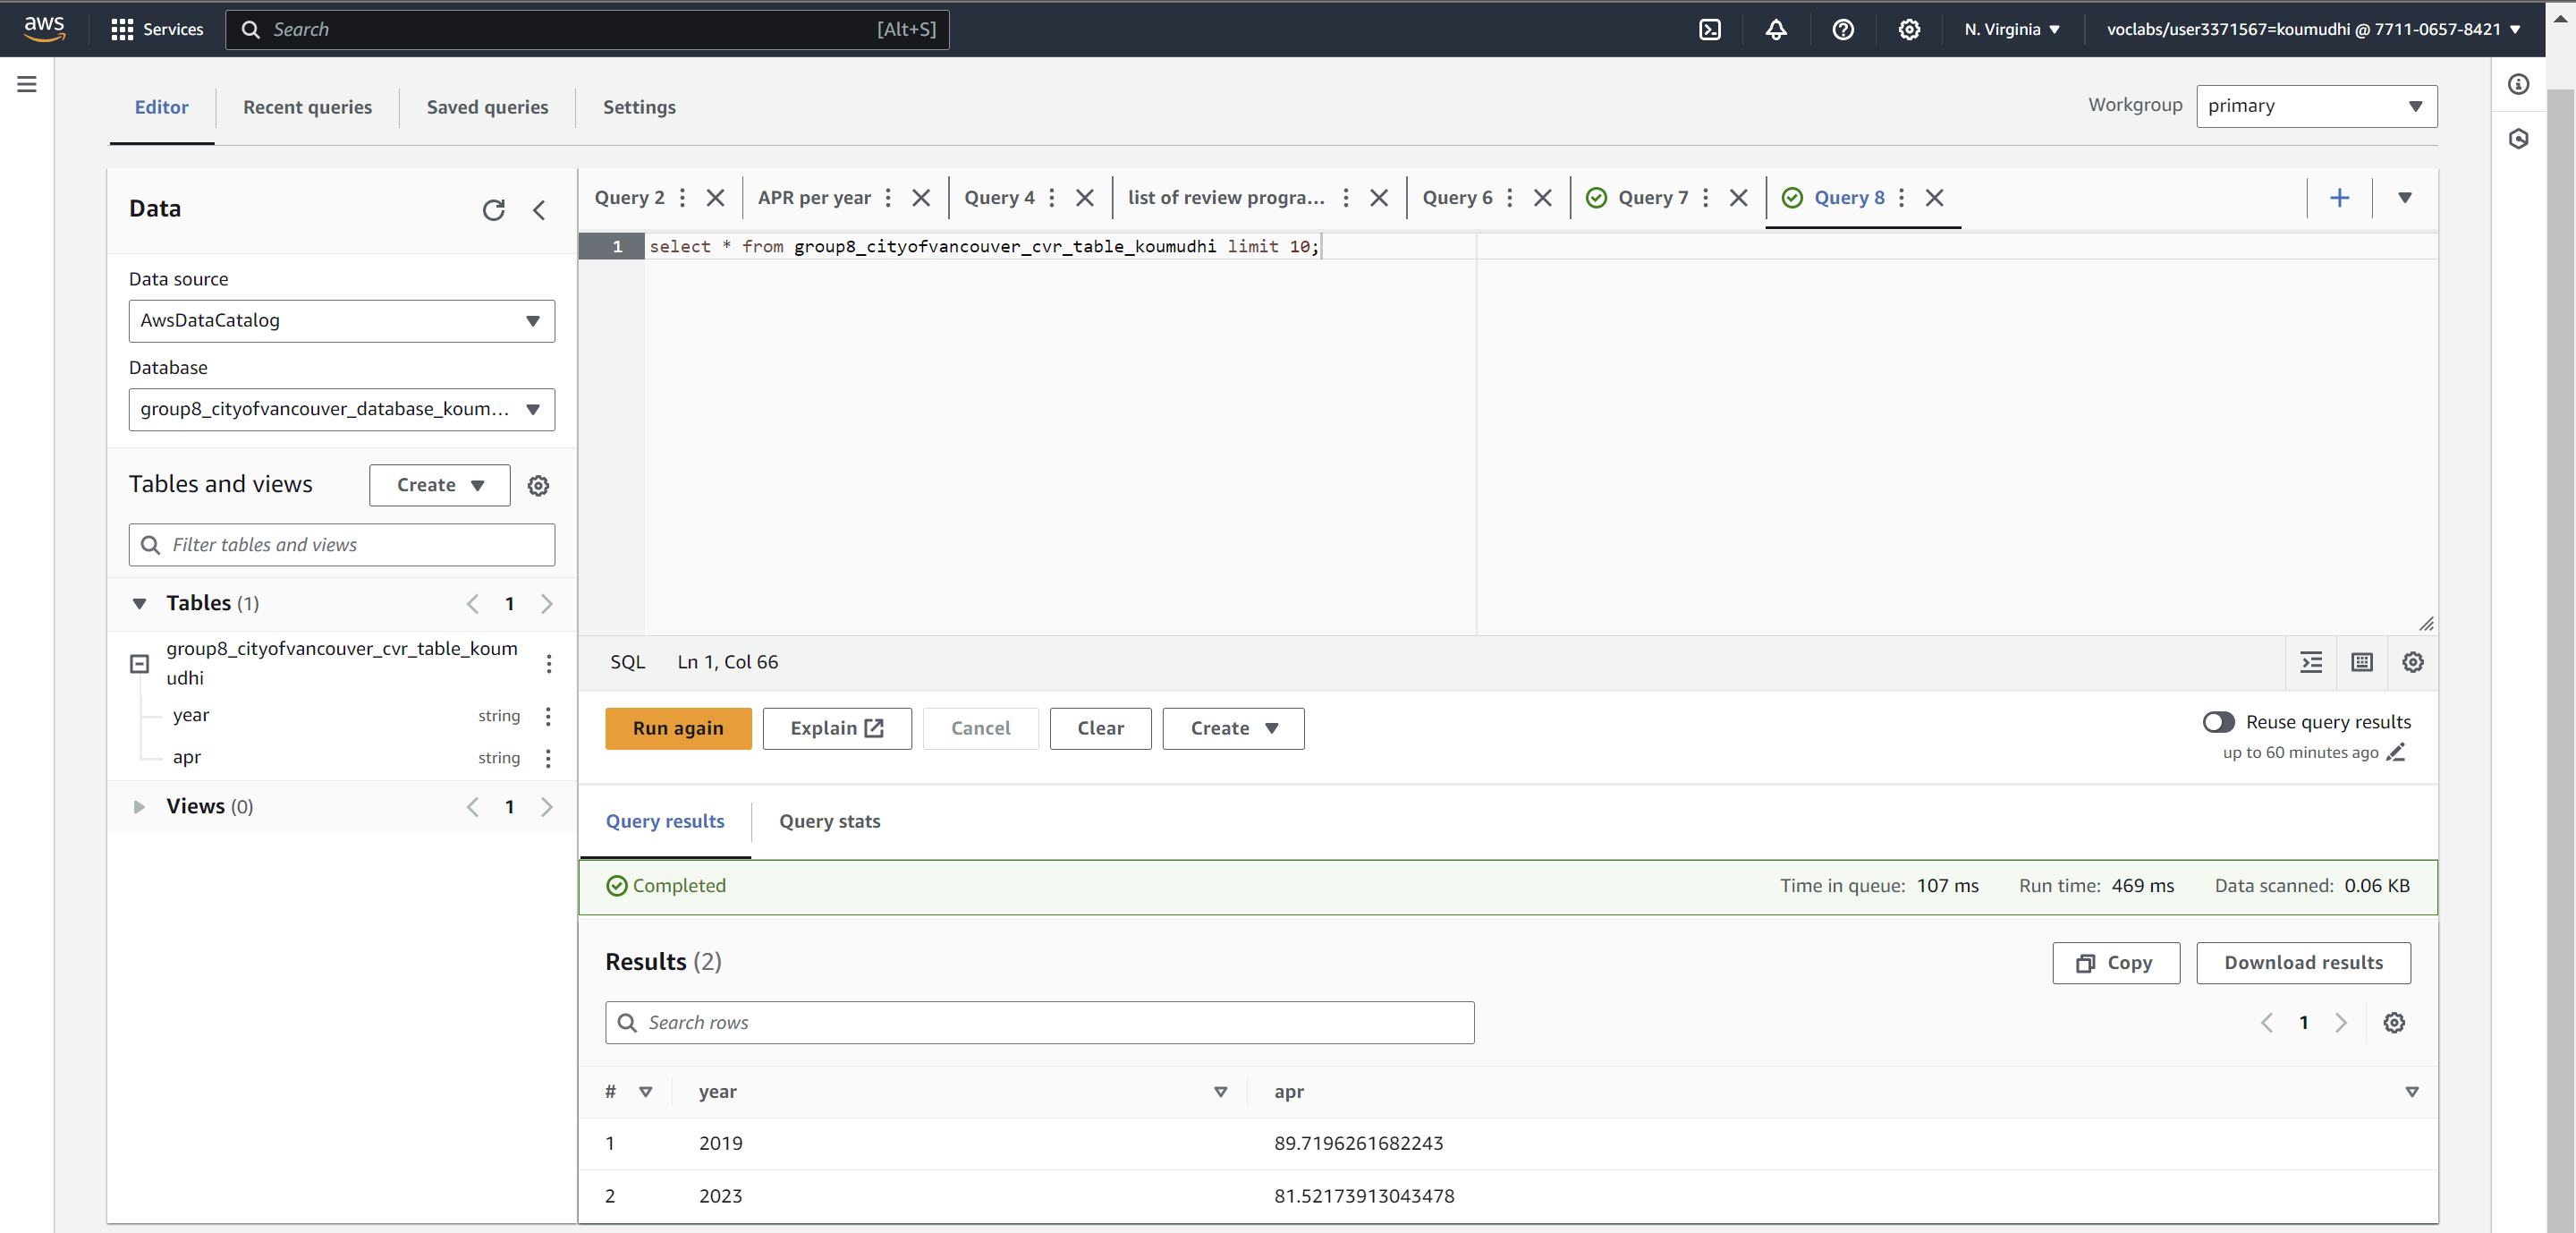 aws Services Search [Alt+S] N. Virginia voclabs/user3371567=koumudhi @ 7711-0657-8421
Editor Recent queries Saved queries Settings Workgroup primary
Data
Data source
AwsDataCatalog
Database
group8_cityofvancouver_database_koum...
Tables and views Create
Filter tables and views
Tables (1) 1
group8_cityofvancouver_cvr_table_koum
udhi
year string
apr string
Views (0) 1
Query 2 APR per year Query 4 list of review progra... Query 6 Query 7 Query 8
1 select * from group8_cityofvancouver_cvr_table_koumudhi limit 10;
SQL Ln 1, Col 66
Run again Explain Cancel Clear Create Reuse query results
up to 60 minutes ago
Query results Query stats
Completed Time in queue: 107 ms Run time: 469 ms Data scanned: 0.06 KB
Results (2) Copy Download results
Search rows 1
# year apr
1 2019 89.7196261682243
2 2023 81.52173913043478